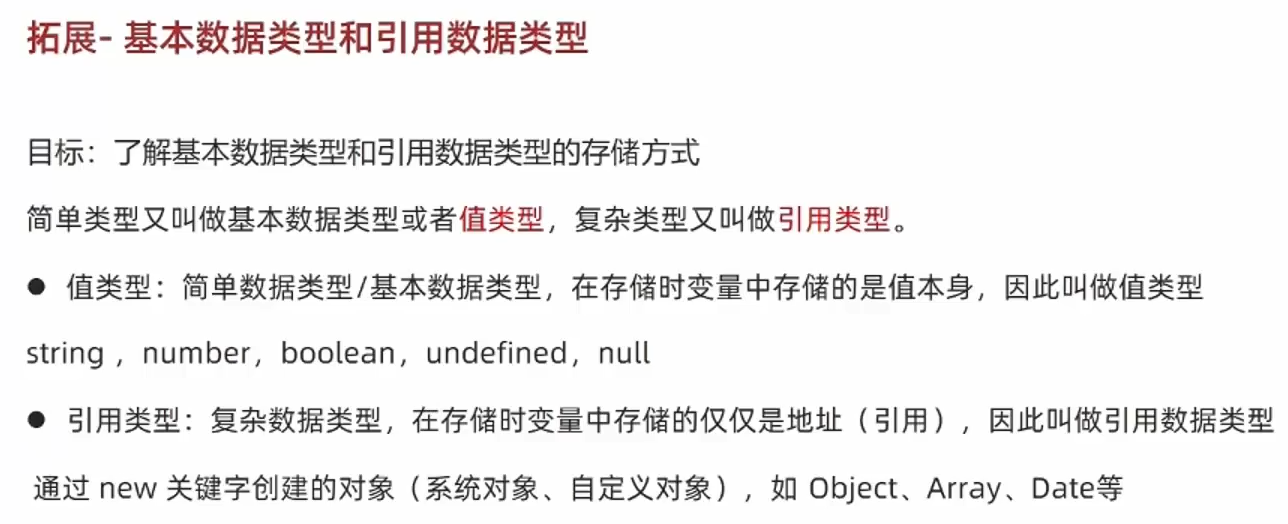 拓展- 基本数据类型和引用数据类型
目标：了解基本数据类型和引用数据类型的存储方式
简单类型又叫做基本数据类型或者值类型，复杂类型又叫做引用类型。
● 值类型：简单数据类型/基本数据类型，在存储时变量中存储的是值本身，因此叫做值类型
string ，number，boolean，undefined，null
● 引用类型：复杂数据类型，在存储时变量中存储的仅仅是地址（引用），因此叫做引用数据类型
通过 new 关键字创建的对象（系统对象、自定义对象），如 Object、Array、Date等